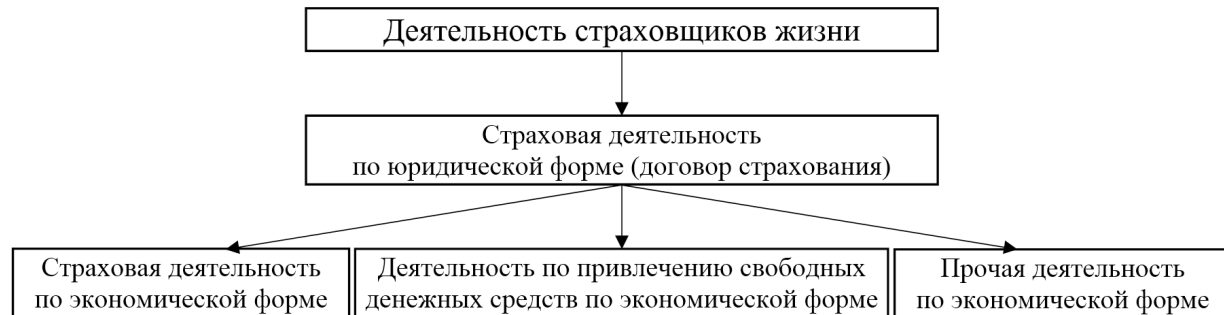 Деятельность страховщиков жизни
Страховая деятельность
по юридической форме (договор страхования)
Страховая деятельность
по экономической форме
Деятельность по привлечению свободных
денежных средств по экономической форме
Прочая деятельность
по экономической форме